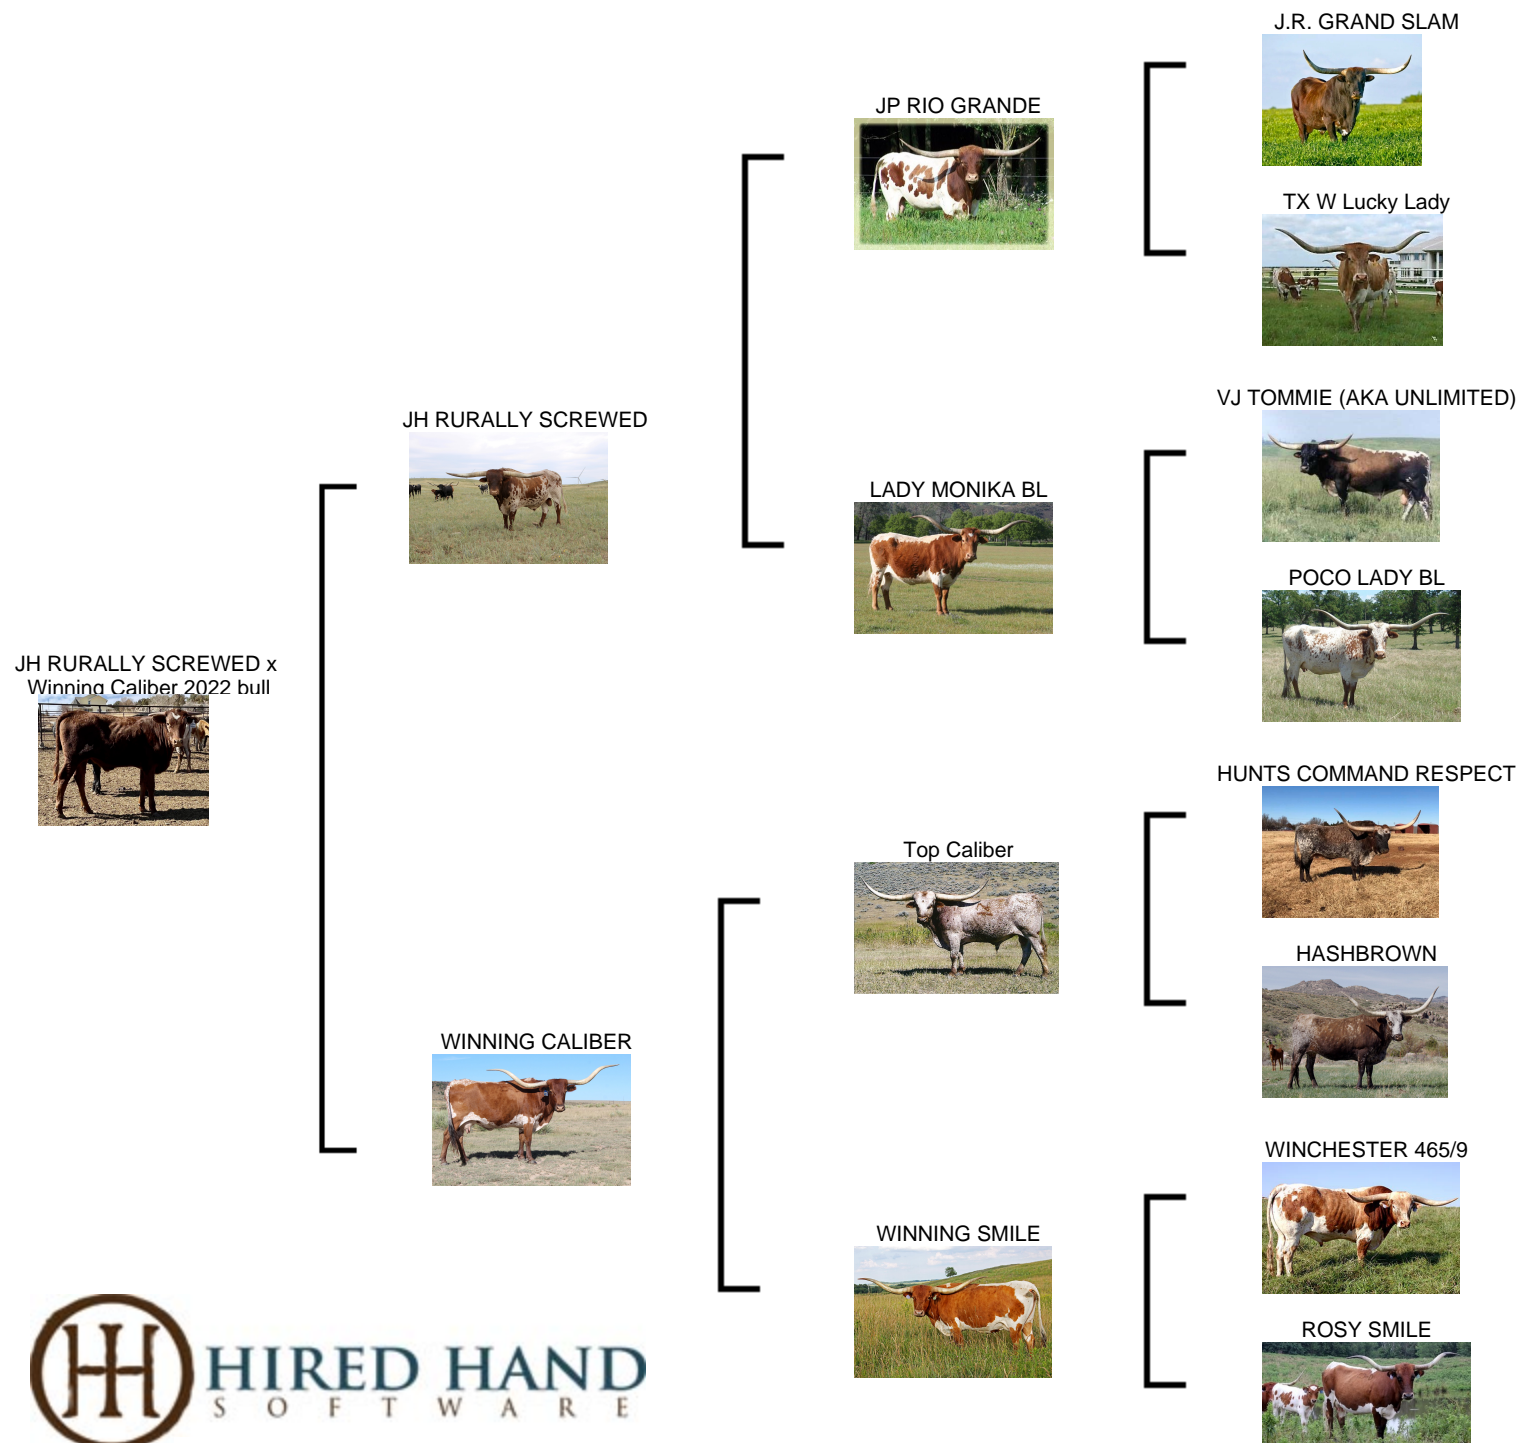 J.R. GRAND SLAM
JP RIO GRANDE
TX W Lucky Lady
VJ TOMMIE (AKA UNLIMITED)
JH RURALLY SCREWED
LADY MONIKA BL
POCO LADY BL
JH RURALLY SCREWED x
Winning Caliber 2022 bull
HUNTS COMMAND RESPECT
Top Caliber
HASHBROWN
WINNING CALIBER
WINCHESTER 465/9
WINNING SMILE
ROSY SMILE
HIRED HAND
SOFTWARE